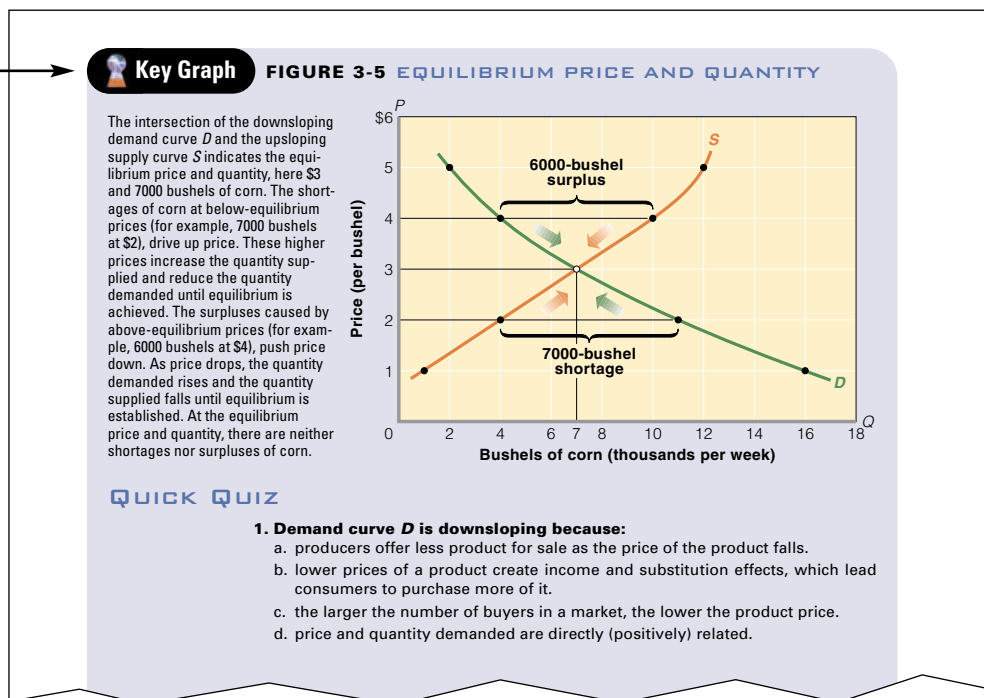 Key Graph
FIGURE 3-5 EQUILIBRIUM PRICE AND QUANTITY
The intersection of the downsloping
demand curve D and the upsloping
supply curve S indicates the equi-
librium price and quantity, here $3
and 7000 bushels of corn. The short-
ages of corn at below-equilibrium
prices (for example, 7000 bushels
at $2), drive up price. These higher
prices increase the quantity sup-
plied and reduce the quantity
demanded until equilibrium is
achieved. The surpluses caused by
above-equilibrium prices (for exam-
ple, 6000 bushels at $4), push price
down. As price drops, the quantity
demanded rises and the quantity
supplied falls until equilibrium is
established. At the equilibrium
price and quantity, there are neither
shortages nor surpluses of corn.
P
$6
5
4
3
2
1
Price (per bushel)
S
6000-bushel
surplus
7000-bushel
shortage
D
0 2 4 6 7 8 10 12 14 16 18 Q
Bushels of corn (thousands per week)
QUICK QUIZ
1. Demand curve D is downsloping because:
a. producers offer less product for sale as the price of the product falls.
b. lower prices of a product create income and substitution effects, which lead
consumers to purchase more of it.
c. the larger the number of buyers in a market, the lower the product price.
d. price and quantity demanded are directly (positively) related.